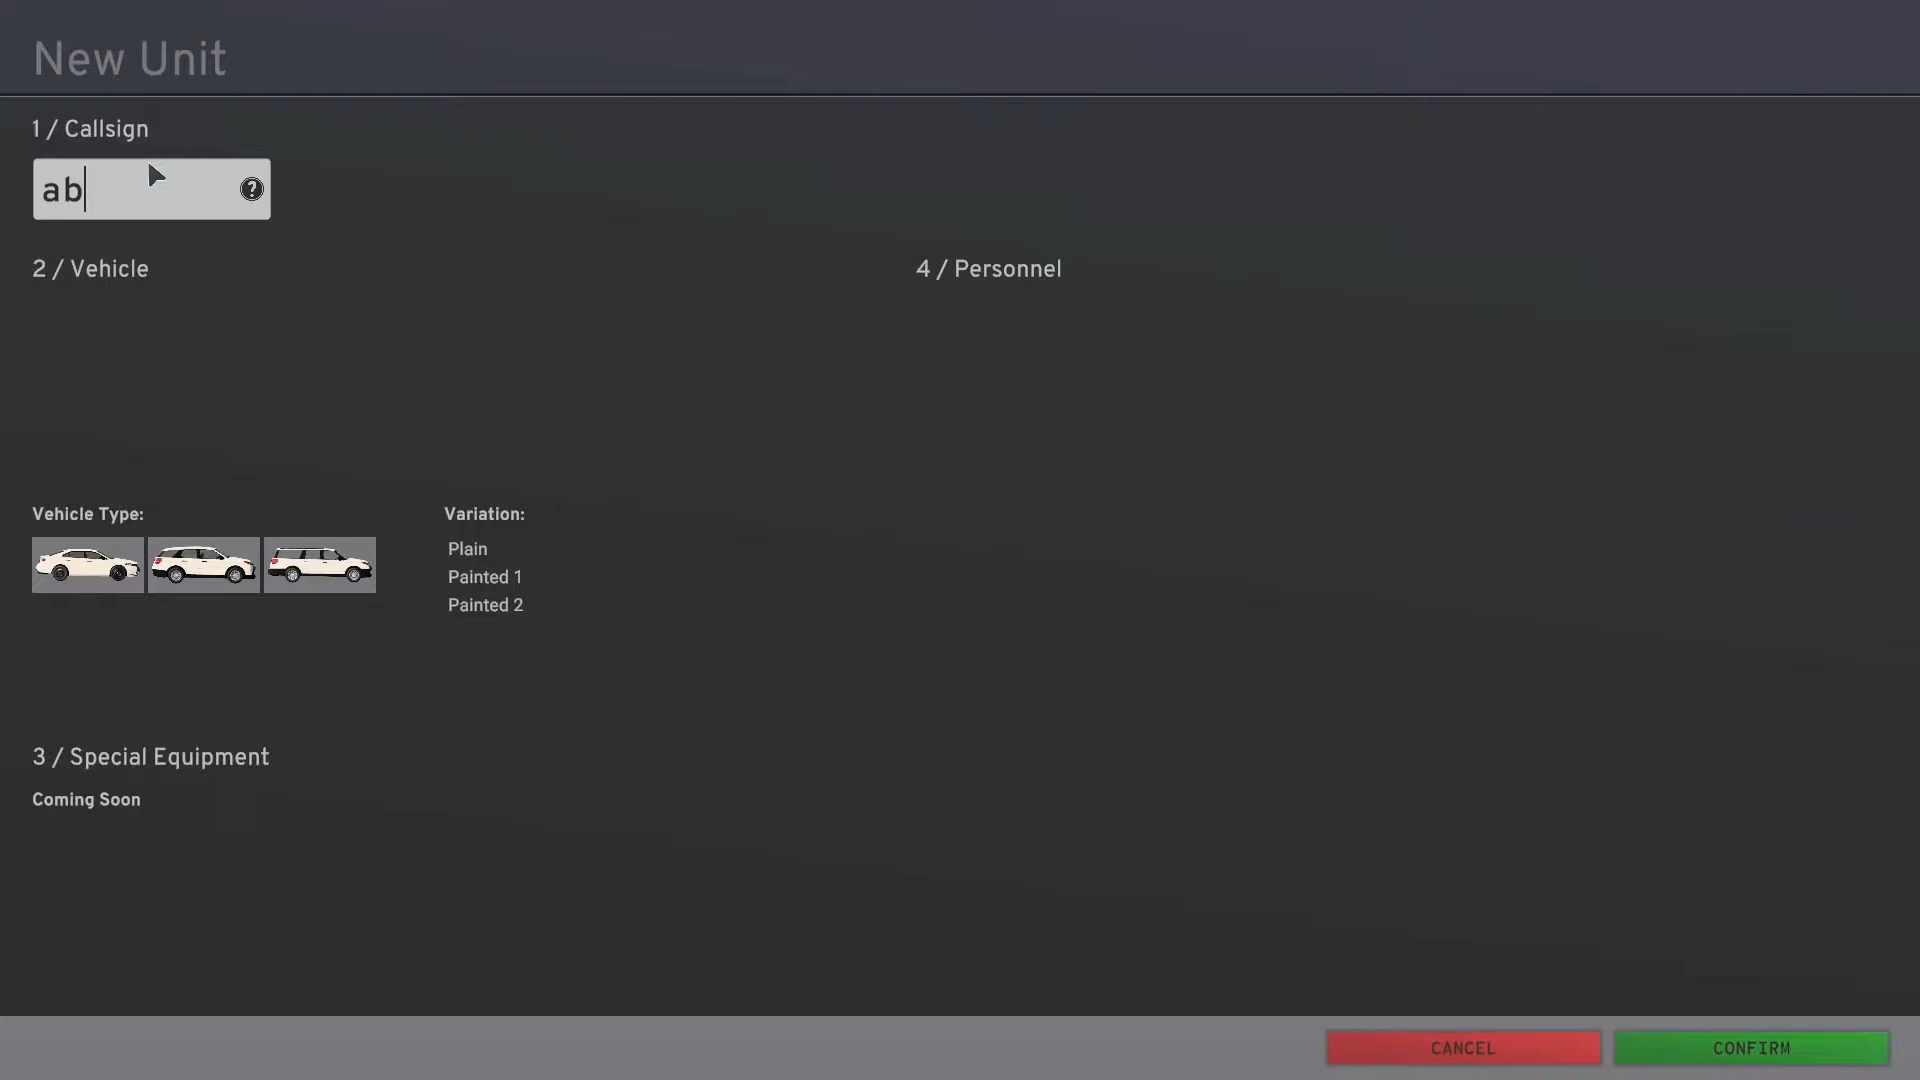 New Unit
1 / Callsign
ab
?
2 / Vehicle
4 / Personnel
Vehicle Type:
Variation:
Plain
Painted 1
Painted 2
3 / Special Equipment
Coming Soon
CANCEL
CONFIRM